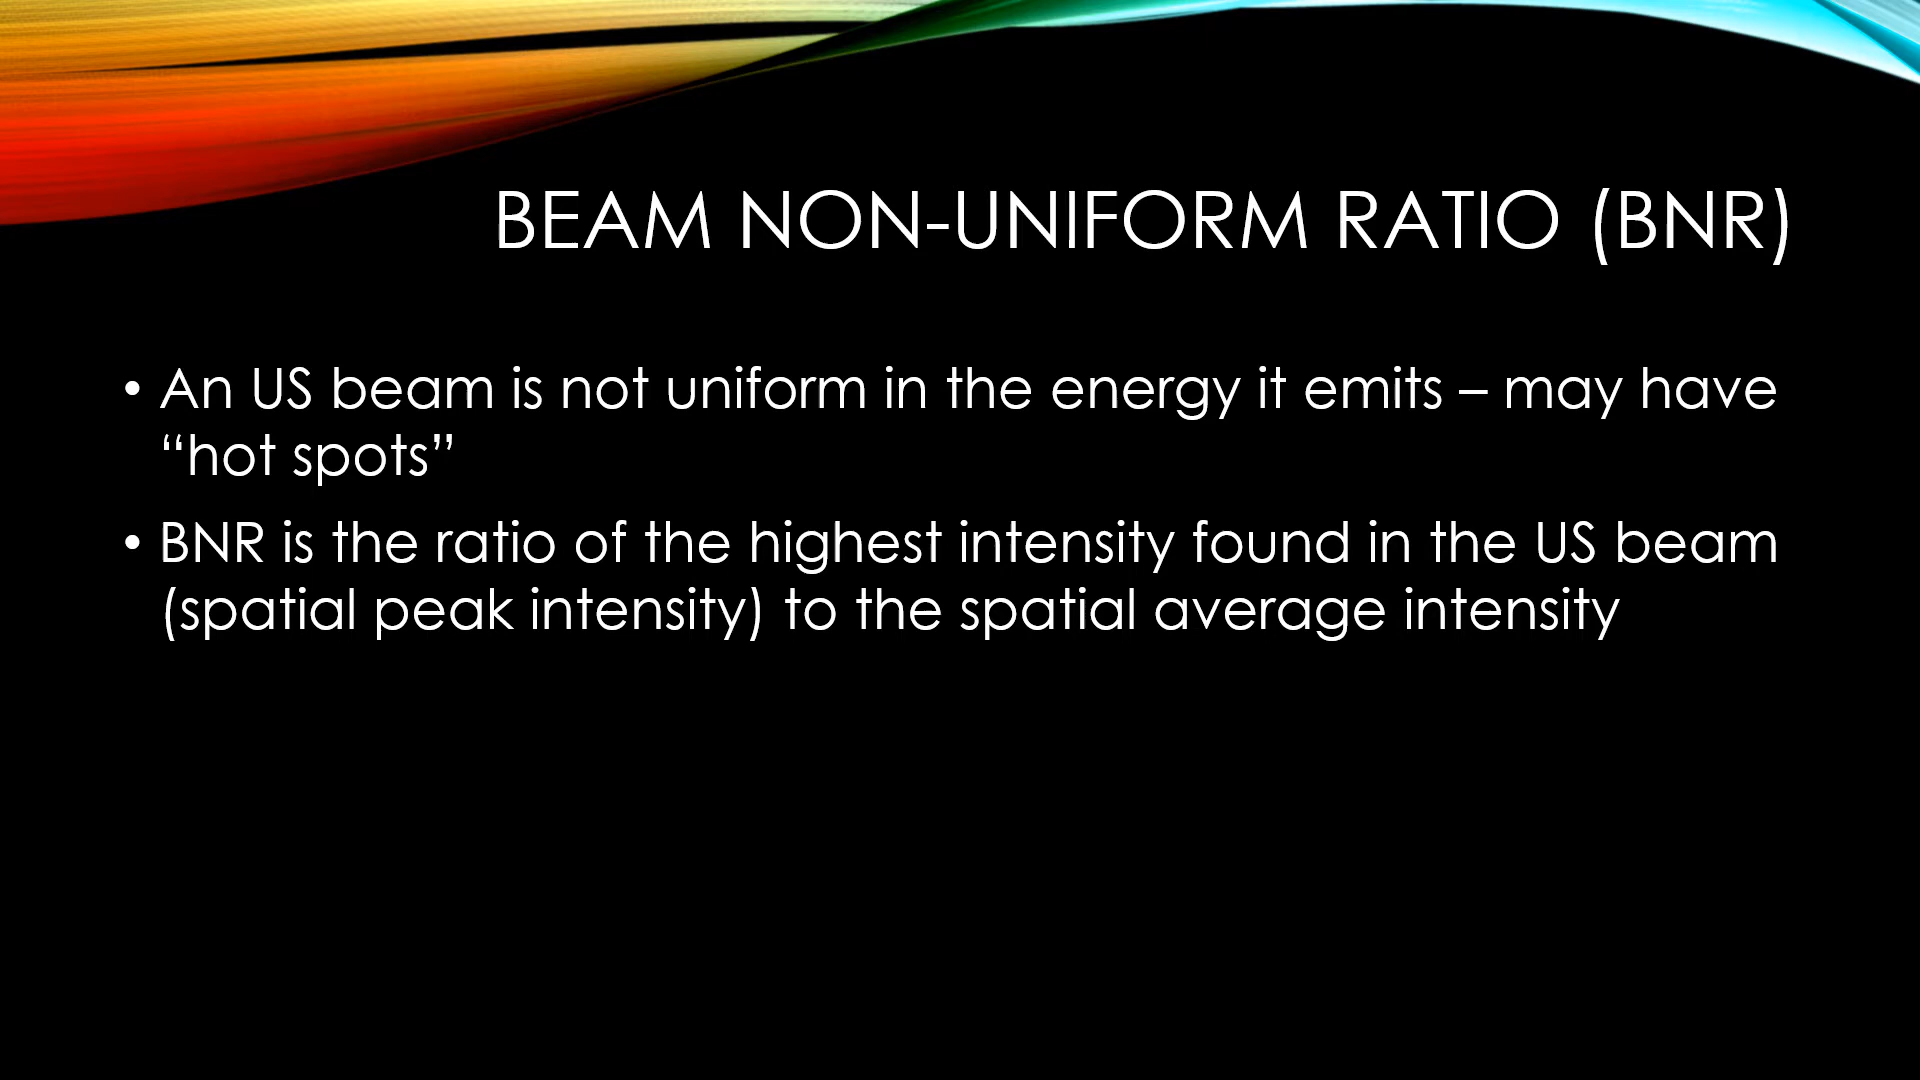 BEAM NON-UNIFORM RATIO (BNR)
• An US beam is not uniform in the energy it emits – may have
“hot spots”
• BNR is the ratio of the highest intensity found in the US beam
(spatial peak intensity) to the spatial average intensity